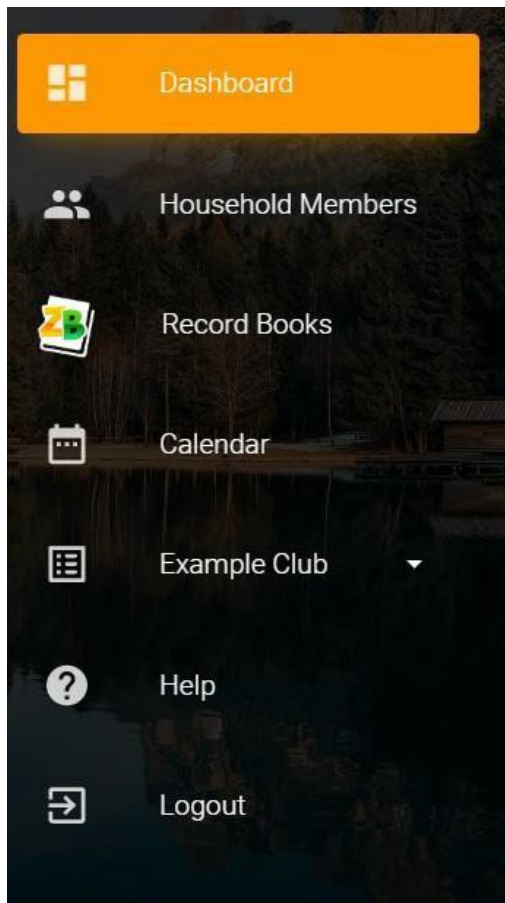 Dashboard
Household Members
ZB
Record Books
Calendar
Example Club
?
Help
Logout